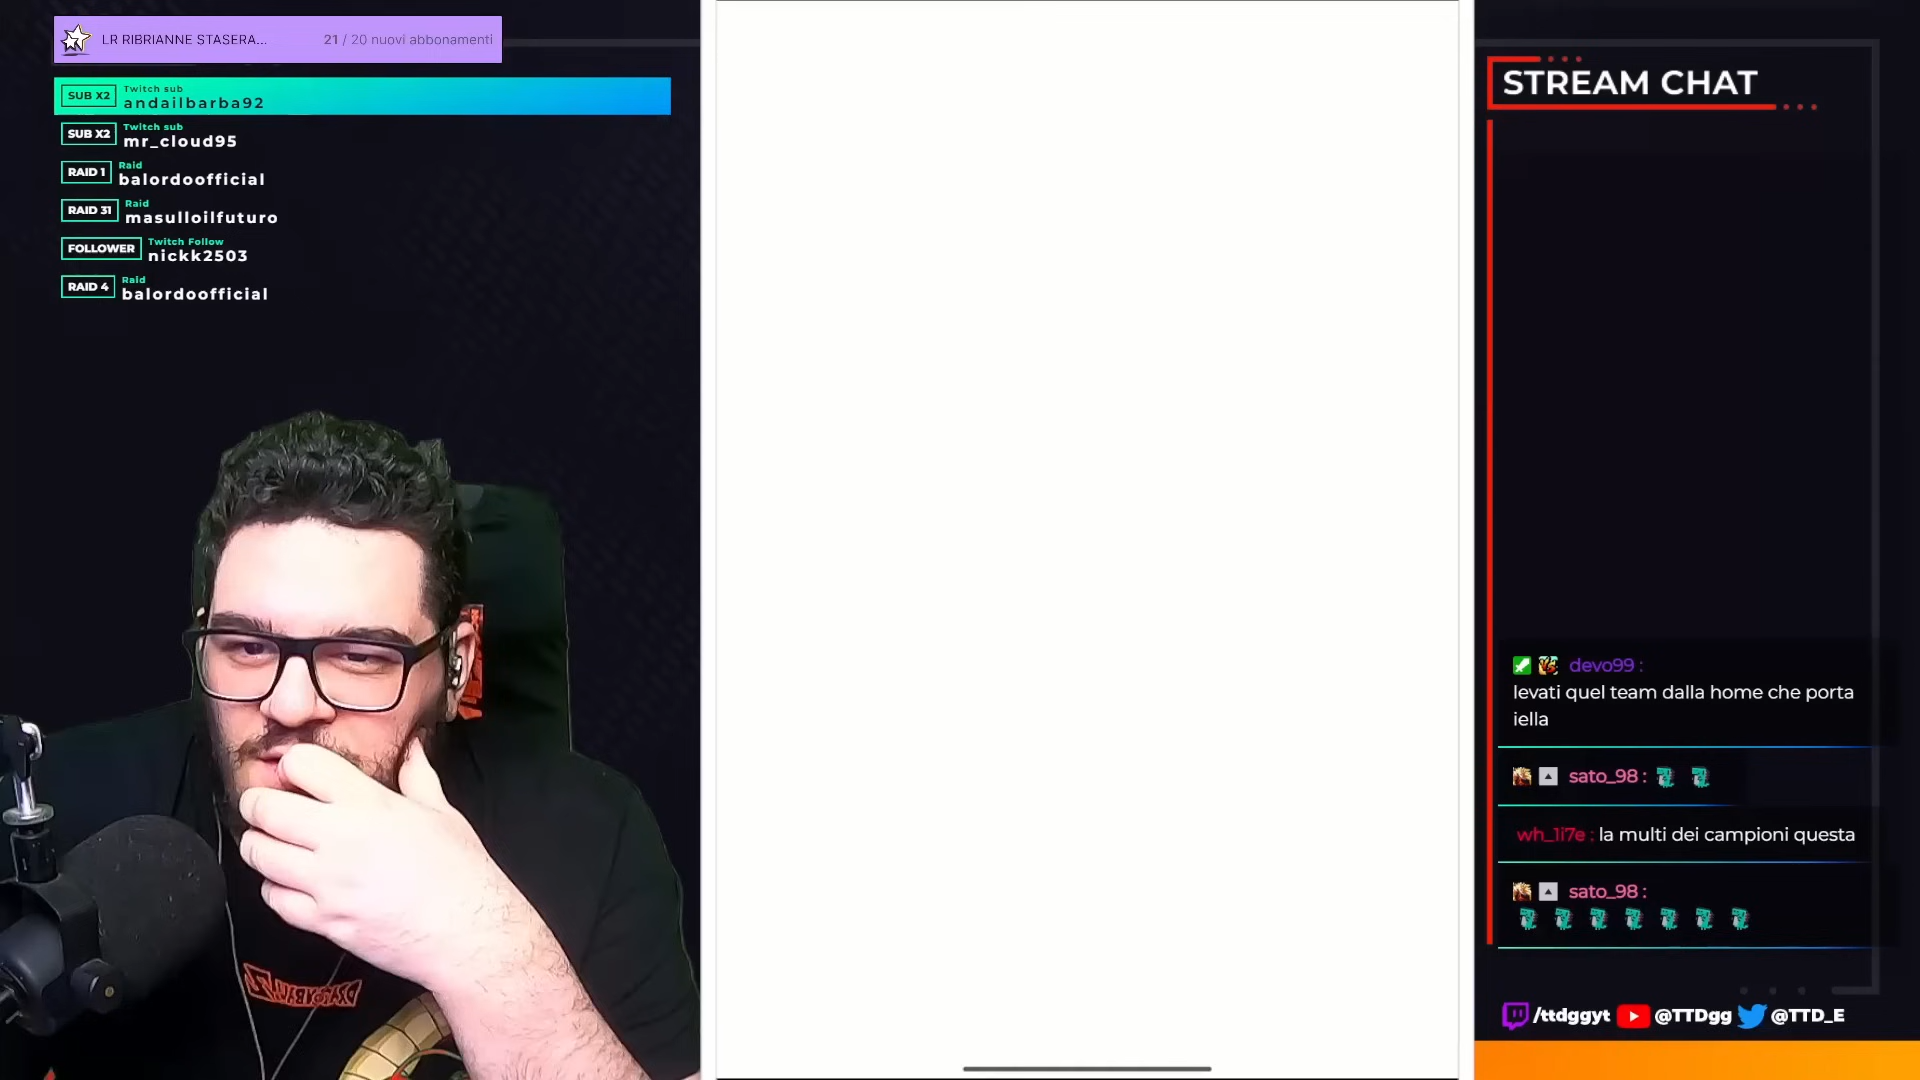 LR RIBRIANNE STASERA...
21 / 20 nuovi abbonamenti
SUB X2
Twitch sub
andailbarba92
SUB X2
Twitch sub
mr_cloud95
RAID 1
Raid
balordoofficial
RAID 31
Raid
masulloilfuturo
FOLLOWER
Twitch Follow
nickk2503
RAID 4
Raid
balordoofficial
STREAM CHAT
devo99 :
levati quel team dalla home che porta
iella
sato_98 :
wh_1i7e : la multi dei campioni questa
sato_98 :
/ttdggyt @TTDgg @TTD_E